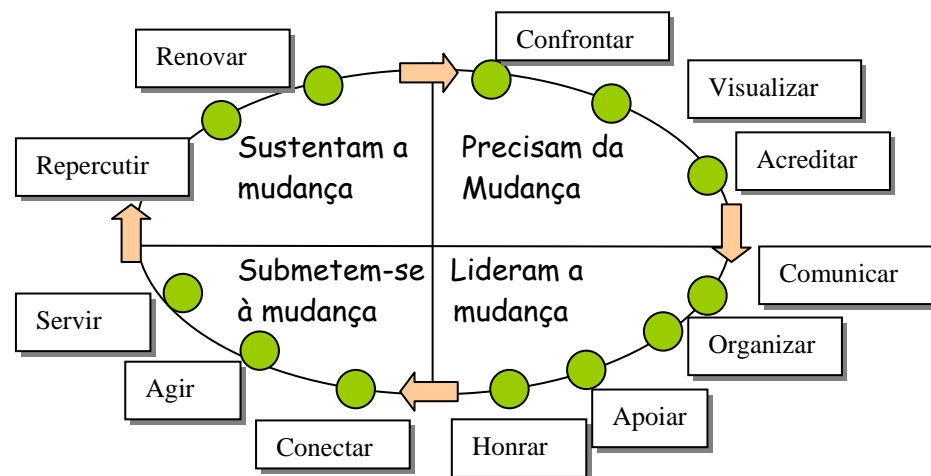 Confrontar
Renovar
Visualizar
Sustentam a
mudança
Precisam da
Mudança
Repercutir
Acreditar
Submetem-se
à mudança
Lideram a
mudança
Comunicar
Servir
Organizar
Agir
Apoiar
Conectar
Honrar